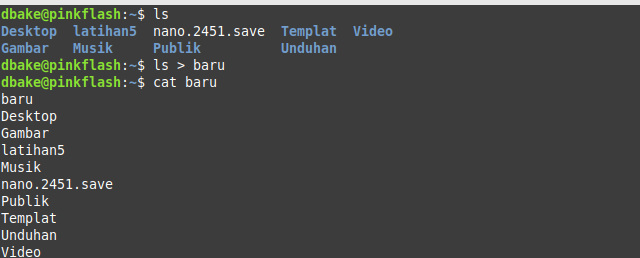 dbake@pinkflash:~$ ls
Desktop latihan5 nano.2451.save Templat Video
Gambar Musik Publik Unduhan
dbake@pinkflash:~$ ls > baru
dbake@pinkflash:~$ cat baru
baru
Desktop
Gambar
latihan5
Musik
nano.2451.save
Publik
Templat
Unduhan
Video